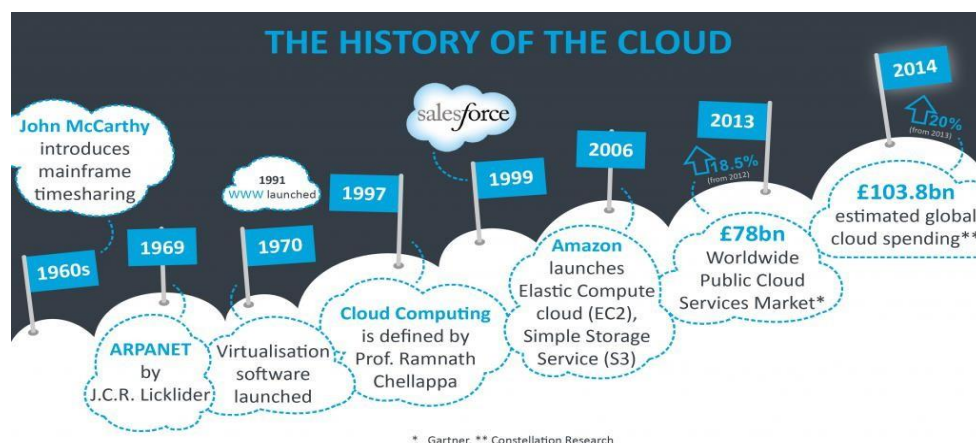 THE HISTORY OF THE CLOUD
John McCarthy
introduces
mainframe
timesharing
1960s
1969
ARPANET
by
J.C.R. Licklider
1991
WWW launched
1970
Virtualisation
software
launched
1997
Cloud Computing
is defined by
Prof. Ramnath
Chellappa
salesforce
1999
2006
Amazon
launches
Elastic Compute
cloud (EC2),
Simple Storage
Service (S3)
2013
18.5%
(from 2012)
£78bn
Worldwide
Public Cloud
Services Market*
2014
20%
(from 2013)
£103.8bn
estimated global
cloud spending**
* Gartner, ** Constellation Research